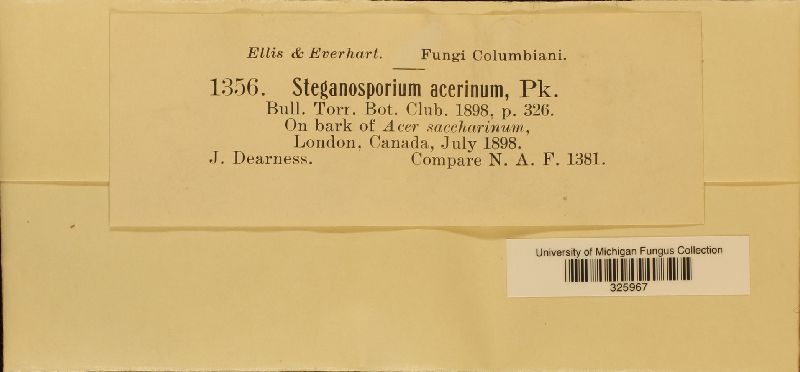 Ellis & Everhart. Fungi Columbiani.
1356. Steganosporium acerinum, Pk.
Bull. Torr. Bot. Club. 1898, p. 326.
On bark of Acer saccharinum,
London, Canada, July 1898.
J. Dearness. Compare N. A. F. 1381.
University of Michigan Fungus Collection
325967